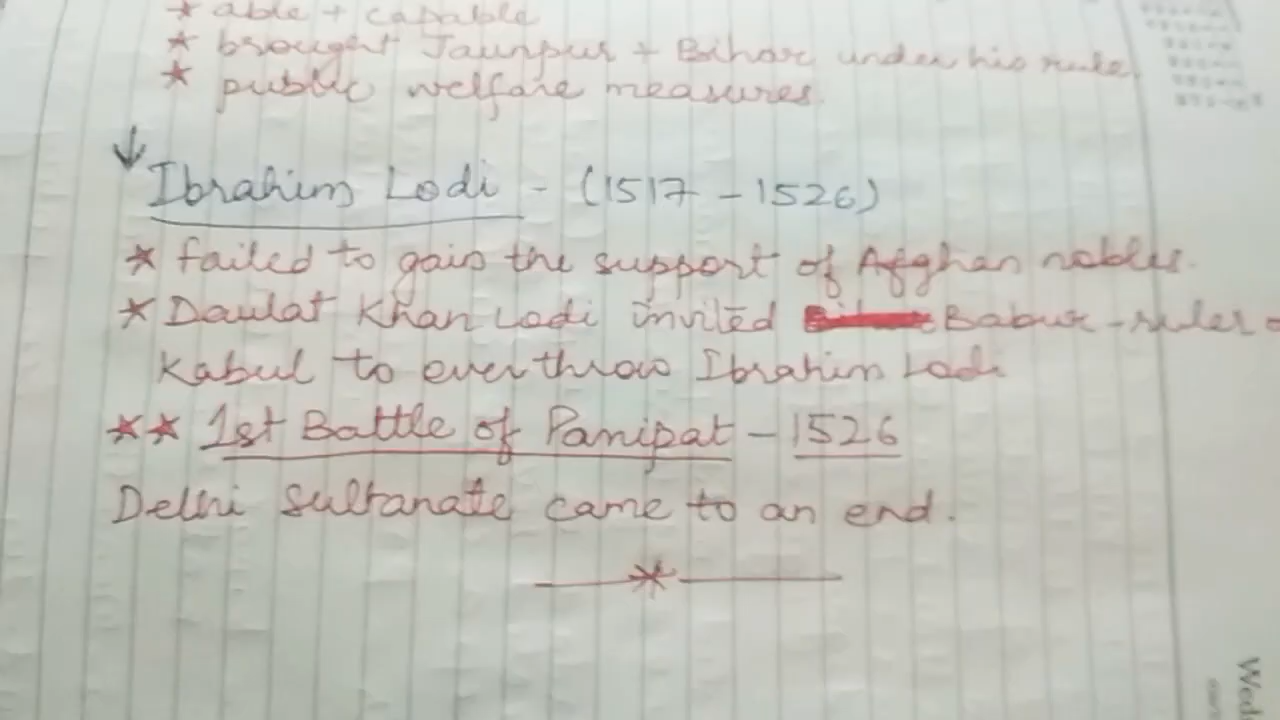 * able + capable
* brought Jaunpur + Bihar under his rule.
* public welfare measures.
↓
Ibrahim Lodi - (1517 - 1526)
* failed to gain the support of Afghan nobles.
* Daulat Khan Lodi invited Babur - ruler
Kabul to overthrow Ibrahim Lodi
** 1st Battle of Panipat - 1526
Delhi Sultanate came to an end.